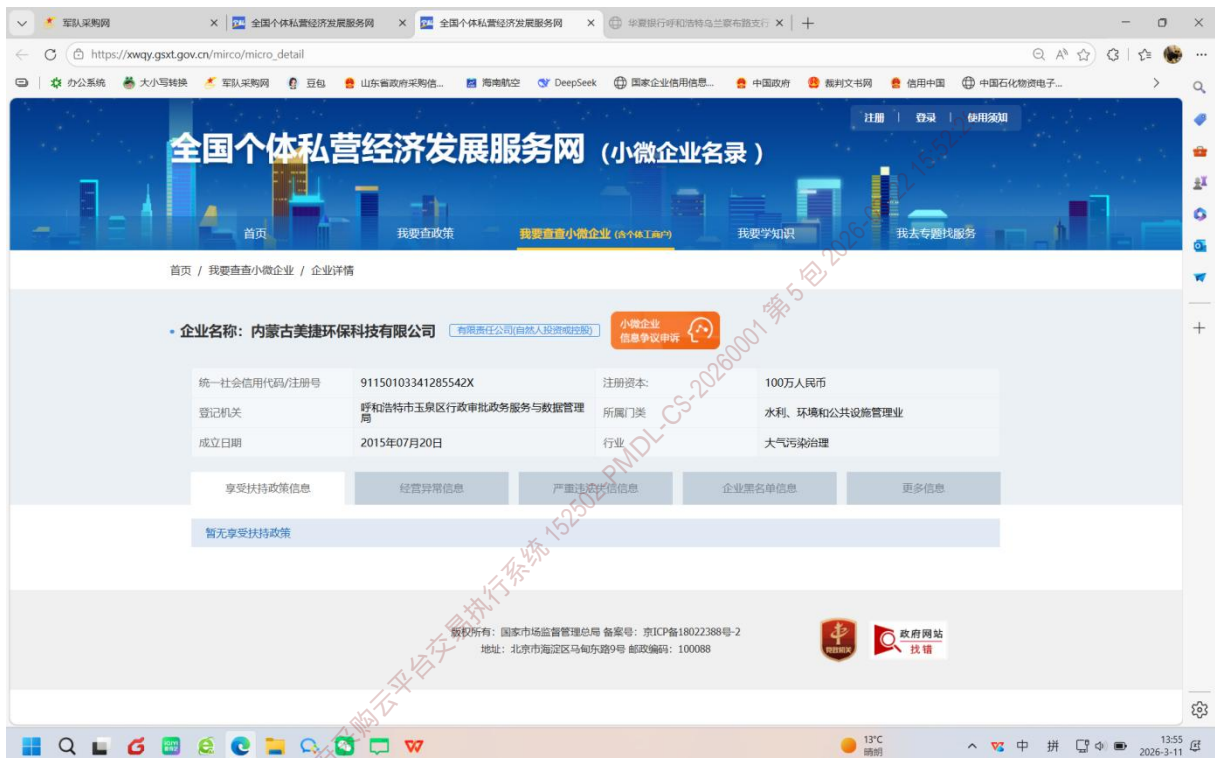 军队采购网
全国个体私营经济发展服务网
全国个体私营经济发展服务网
华夏银行呼和浩特乌兰察布路支行
https://xwqy.gsxt.gov.cn/mirco/micro_detail
办公系统 大小写转换 军队采购网 豆包 山东省政府采购信... 海南航空 DeepSeek 国家企业信用信息... 中国政府 裁判文书网 信用中国 中国石化物资电子...
注册 | 登录 | 使用须知
全国个体私营经济发展服务网 (小微企业名录 )
首页 我要查政策 我要查查小微企业 (含个体工商户) 我要学知识 我去专题找服务
首页 / 我要查查小微企业 / 企业详情
企业名称：内蒙古美捷环保科技有限公司 有限责任公司(自然人投资或控股)
小微企业
信息争议申诉
统一社会信用代码/注册号 91150103341285542X 注册资本: 100万人民币
登记机关 呼和浩特市玉泉区行政审批政务服务与数据管理局 所属门类 水利、环境和公共设施管理业
成立日期 2015年07月20日 行业 大气污染治理
享受扶持政策信息 经营异常信息 严重违法失信信息 企业黑名单信息 更多信息
暂无享受扶持政策
版权所有：国家市场监督管理总局 备案号：京ICP备18022388号-2
地址：北京市海淀区马甸东路9号 邮政编码：100088
党政机关
政府网站
找错
采购云平台交易执行系统 152502-PMDL-CS-20260001 第 5 包 2026-
13°C
晴朗
中 拼
13:55
2026-3-11